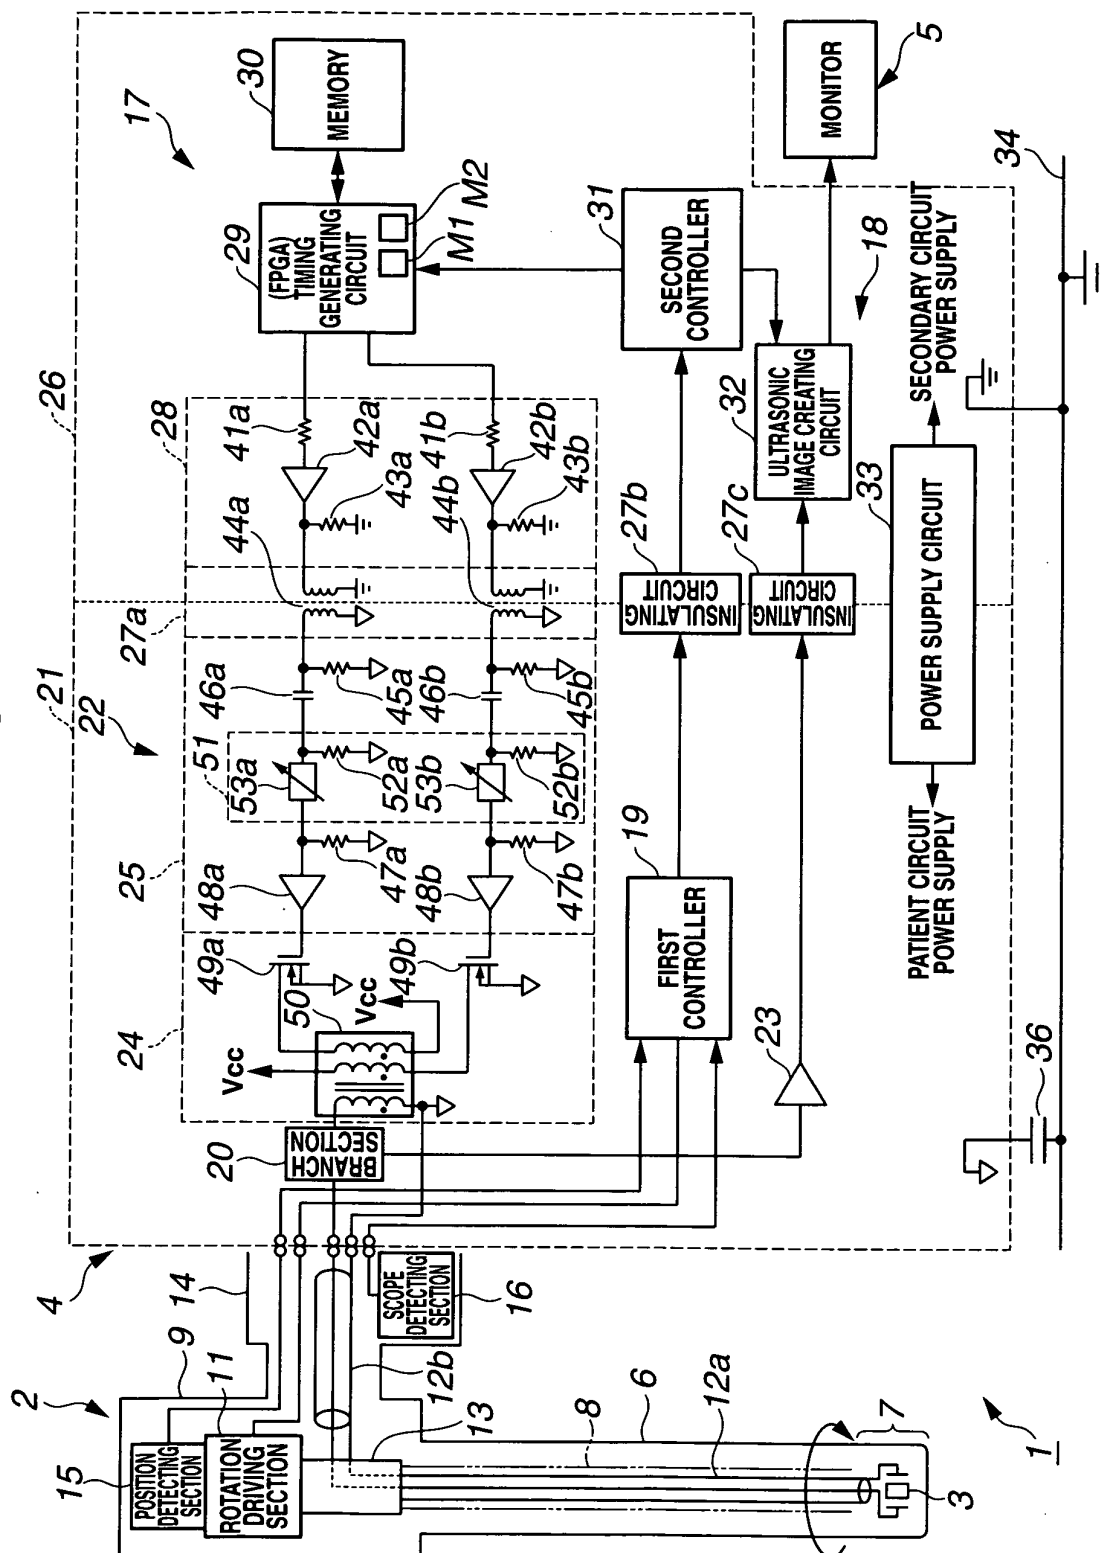 26
21
22
17
30
MEMORY
29
(FPGA)
TIMING
GENERATING
CIRCUIT
M1
M2
28
41a
42a
43a
44a
41b
42b
43b
44b
27a
46a
45a
46b
45b
51
53a
52a
53b
52b
25
48a
47a
48b
47b
49a
49b
50
Vcc
Vcc
24
20
BRANCH
SECTION
31
SECOND
CONTROLLER
27b
INSULATING
CIRCUIT
27c
INSULATING
CIRCUIT
32
ULTRASONIC
IMAGE CREATING
CIRCUIT
MONITOR
5
18
19
FIRST
CONTROLLER
23
33
POWER SUPPLY CIRCUIT
SECONDARY CIRCUIT
POWER SUPPLY
PATIENT CIRCUIT
POWER SUPPLY
34
36
4
14
9
2
11
15
POSITION
DETECTING
SECTION
ROTATION
DRIVING
SECTION
SCOPE
DETECTING
SECTION
16
12b
13
8
6
12a
7
3
1